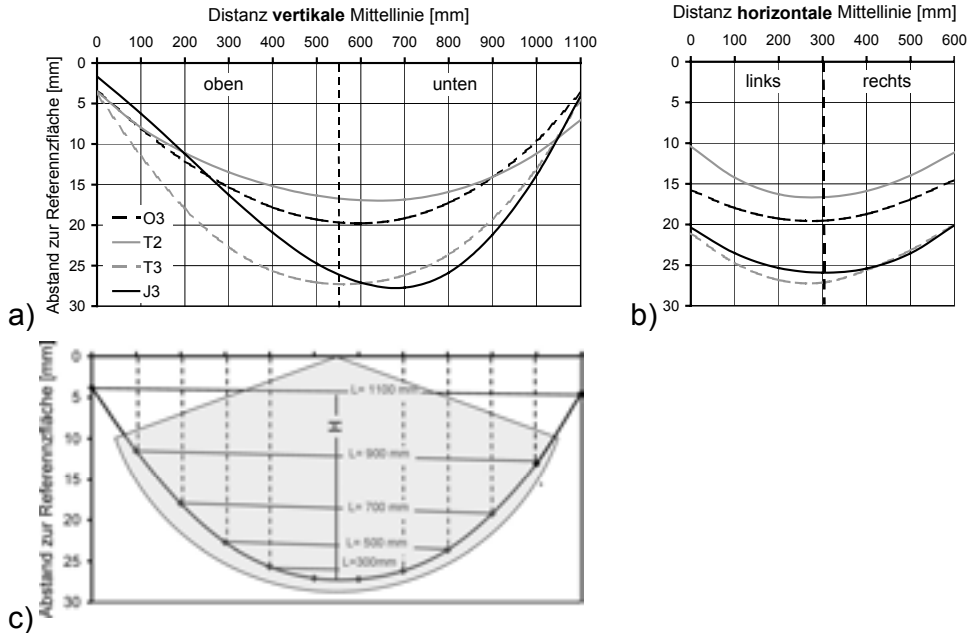 Distanz vertikale Mittellinie [mm]
0 100 200 300 400 500 600 700 800 900 1000 1100
Abstand zur Referennzfläche [mm]
0
5
10
15
20
25
30
oben
unten
O3
T2
T3
J3
a)
Distanz horizontale Mittellinie [mm]
0 100 200 300 400 500 600
0
5
10
15
20
25
30
links
rechts
b)
Abstand zur Referennzfläche [mm]
0
5
10
15
20
25
30
L= 1100 mm
H
L= 900 mm
L= 700 mm
L= 500 mm
L=300mm
c)